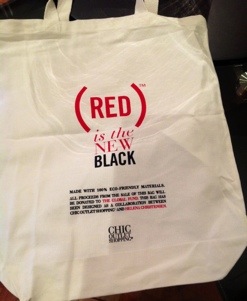 (RED)™
is the
NEW
BLACK
MADE WITH 100% ECO-FRIENDLY MATERIALS.
ALL PROCEEDS FROM THE SALE OF THIS BAG WILL
BE DONATED TO THE GLOBAL FUND. THIS BAG HAS
BEEN DESIGNED AS A COLLABORATION BETWEEN
CHIC OUTLET SHOPPING® AND HELENA CHRISTENSEN.
CHIC
OUTLET
SHOPPING®